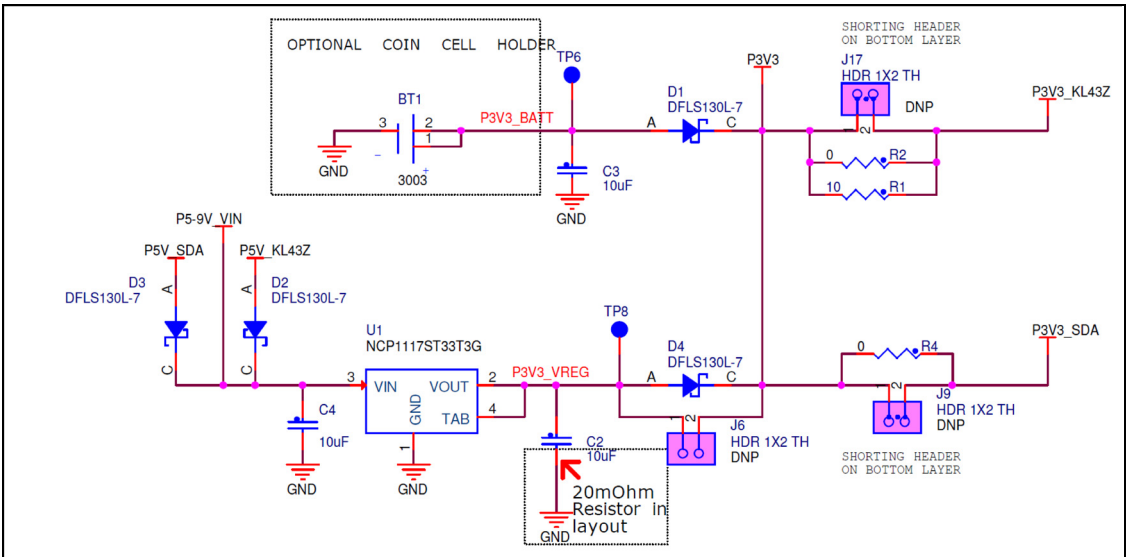 SHORTING HEADER
ON BOTTOM LAYER
J17
HDR 1X2 TH
DNP
1
2
P3V3_KL43Z
P3V3
OPTIONAL COIN CELL HOLDER
TP6
BT1
3
2
1
P3V3_BATT
-
+
3003
GND
C3
10uF
GND
D1
DFLS130L-7
A
C
0
R2
10
R1
P5-9V_VIN
P5V_SDA
P5V_KL43Z
D3
DFLS130L-7
A
C
D2
DFLS130L-7
A
C
U1
NCP1117ST33T3G
3
VIN
VOUT
2
GND
TAB
4
1
GND
C4
10uF
GND
P3V3_VREG
TP8
D4
DFLS130L-7
A
C
C2
10uF
20mOhm
Resistor in
layout
GND
1
2
J6
HDR 1X2 TH
DNP
0
R4
P3V3_SDA
1
2
J9
HDR 1X2 TH
DNP
SHORTING HEADER
ON BOTTOM LAYER